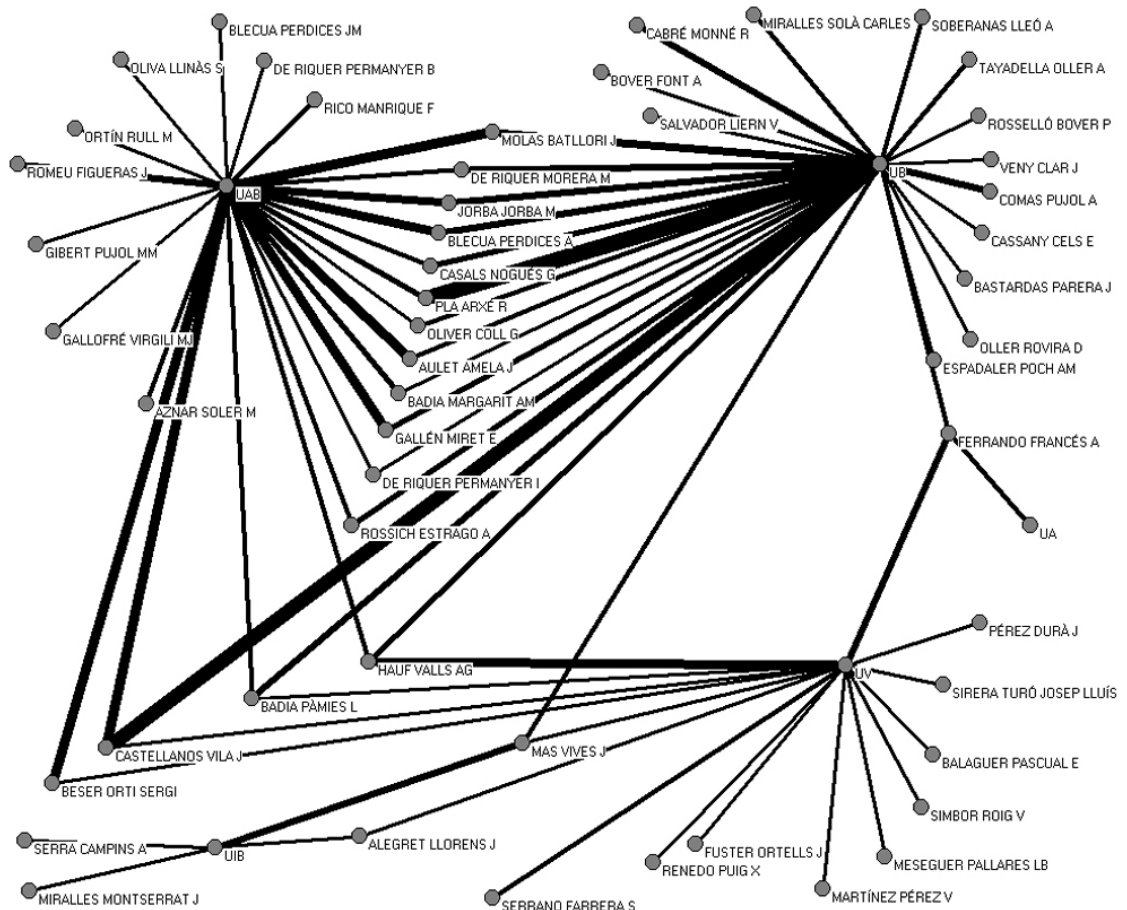 BLECUA PERDICES JM
OLIVA LLINÀS S
DE RIQUER PERMANYER B
RICO MANRIQUE F
ORTÍN RULL M
ROMEU FIGUERAS J
UAB
GIBERT PUJOL MM
GALLOFRÉ VIRGILI MJ
AZNAR SOLER M
CABRÉ MONNÉ R
MIRALLES SOLÀ CARLES
SOBERANAS LLEÓ A
BOVER FONT A
TAYADELLA OLLER A
SALVADOR LIERN V
ROSSELLÓ BOVER P
MOLAS BATLLORI J
UB
VENY CLAR J
DE RIQUER MORERA M
COMAS PUJOL A
JORBA JORBA M
BLECUA PERDICES A
CASSANY CELS E
CASALS NOGUÉS G
BASTARDAS PARERA J
PLA ARXÉ R
OLIVER COLL G
OLLER ROVIRA D
AULET AMELA J
ESPADALER POCH AM
BADIA MARGARIT AM
GALLÉN MIRET E
FERRANDO FRANCÉS A
DE RIQUER PERMANYER I
ROSSICH ESTRAGO A
UA
PÉREZ DURÀ J
HAUF VALLS AG
UV
SIRERA TURÓ JOSEP LLUÍS
BADIA PÀMIES L
CASTELLANOS VILA J
MAS VIVES J
BALAGUER PASCUAL E
BESER ORTI SERGI
SIMBOR ROIG V
SERRA CAMPINS A
UIB
ALEGRET LLORENS J
FUSTER ORTELLS J
RENEDO PUIG X
MESEGUER PALLARES LB
MIRALLES MONTSERRAT J
MARTÍNEZ PÉREZ V
SERRANO FARRERA S